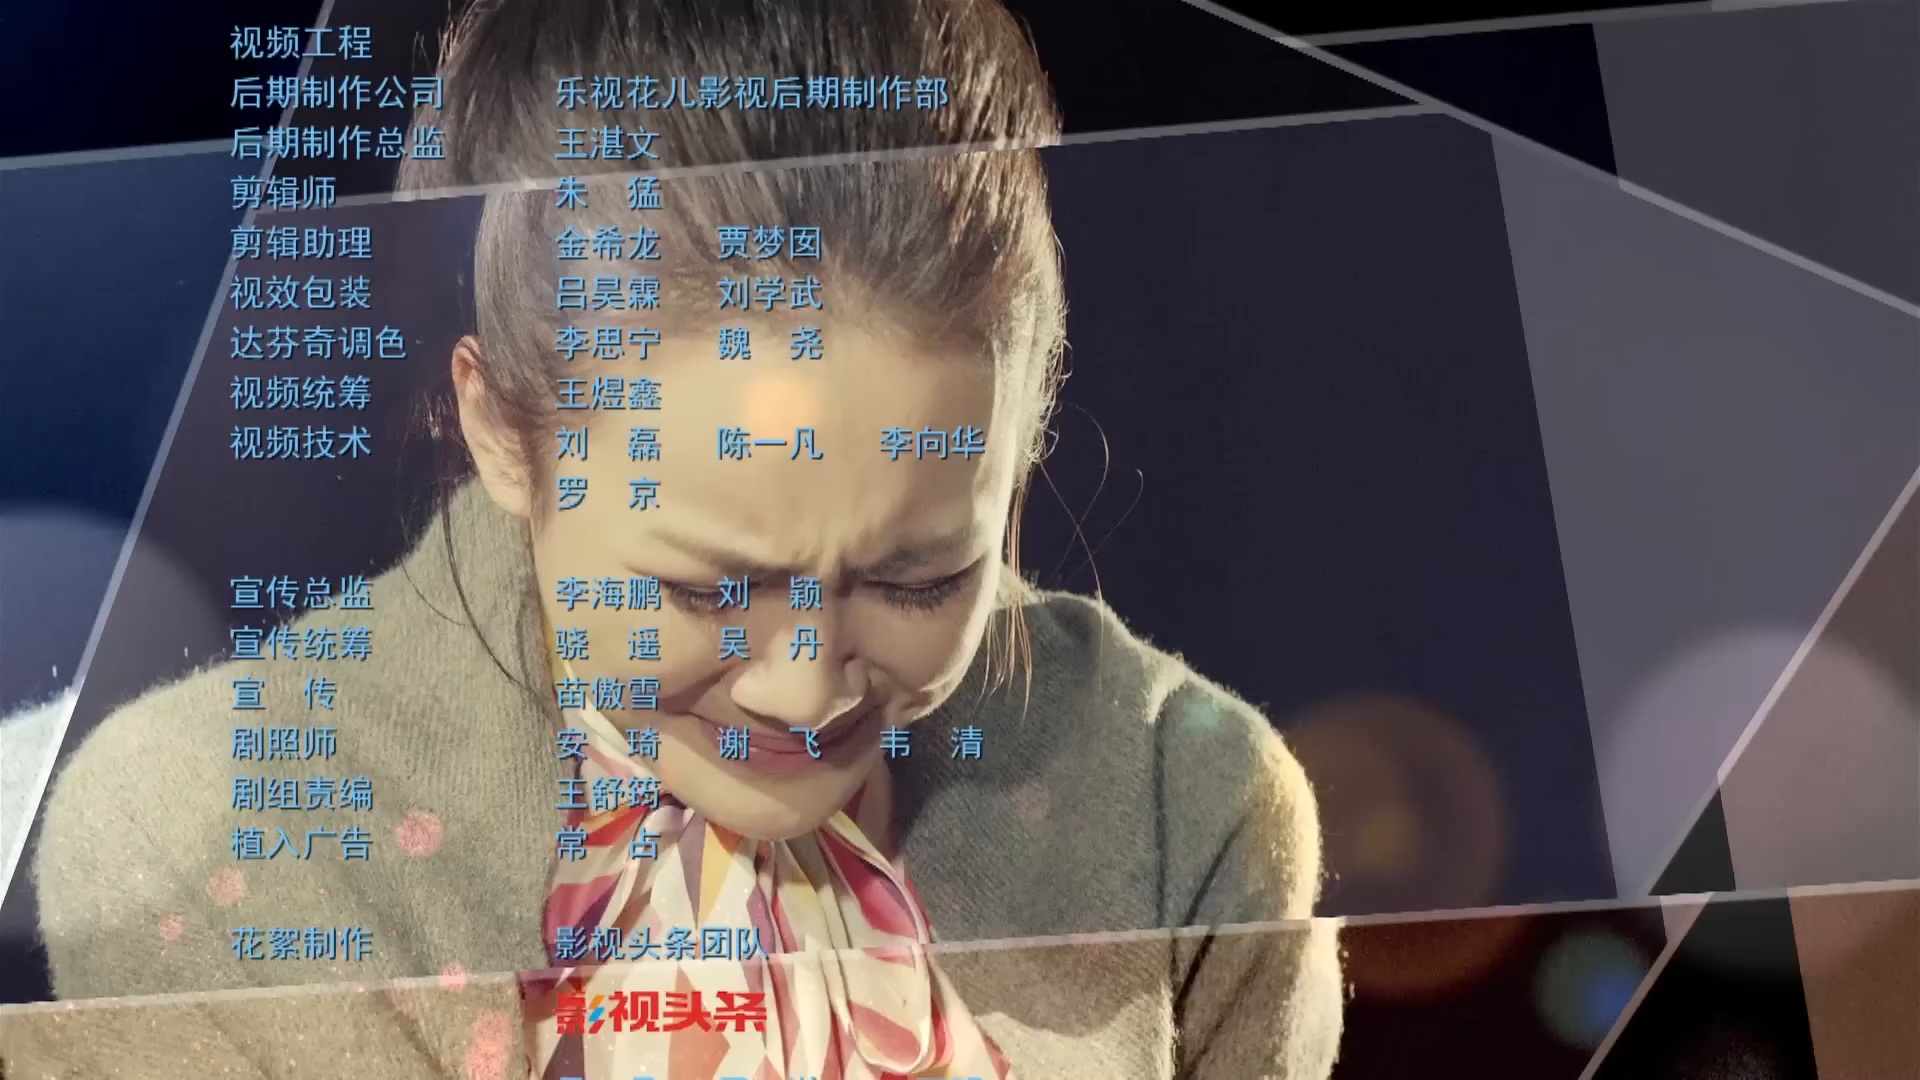 视频工程
后期制作公司 乐视花儿影视后期制作部
后期制作总监 王湛文
剪辑师 朱 猛
剪辑助理 金希龙 贾梦囡
视效包装 吕昊霖 刘学武
达芬奇调色 李思宁 魏 尧
视频统筹 王煜鑫
视频技术 刘 磊 陈一凡 李向华
罗 京
宣传总监 李海鹏 刘 颖
宣传统筹 骁 遥 吴 丹
宣 传 苗傲雪
剧照师 安 琦 谢 飞 韦 清
剧组责编 王舒筠
植入广告 常 占
花絮制作 影视头条团队
影视头条